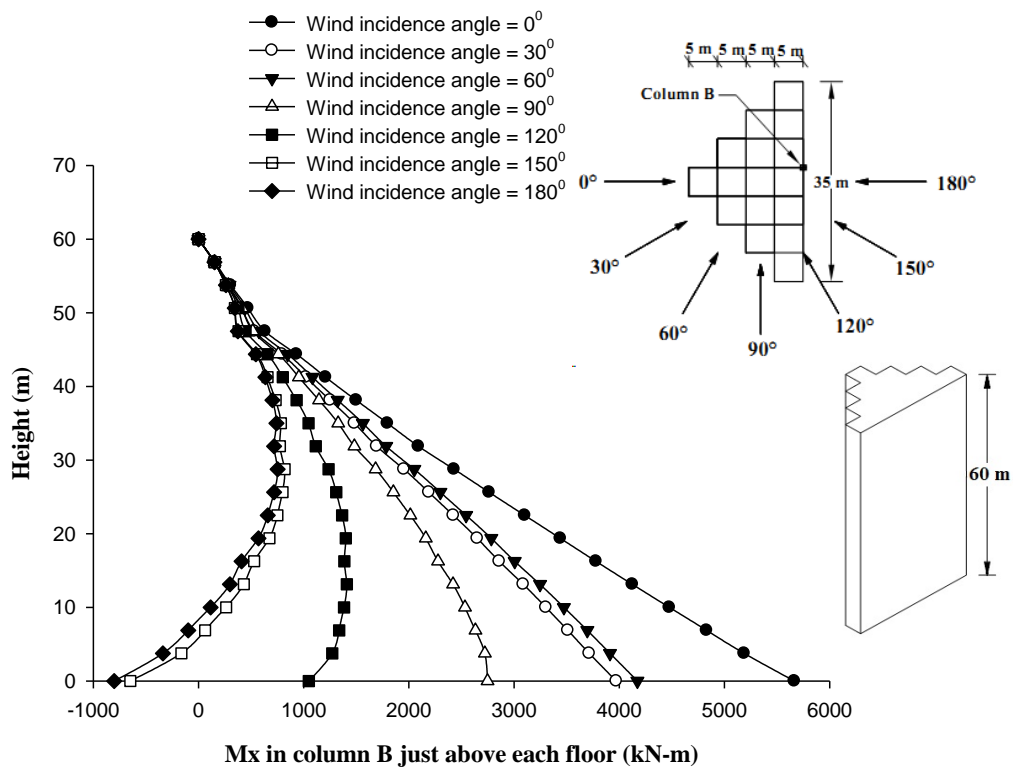 Wind incidence angle = 0⁰
Wind incidence angle = 30⁰
Wind incidence angle = 60⁰
Wind incidence angle = 90⁰
Wind incidence angle = 120⁰
Wind incidence angle = 150⁰
Wind incidence angle = 180⁰
5 m 5 m 5 m 5 m
Column B
35 m
0°
180°
30°
150°
60°
120°
90°
60 m
Height (m)
70
60
50
40
30
20
10
0
-1000 0 1000 2000 3000 4000 5000 6000
Mx in column B just above each floor (kN-m)